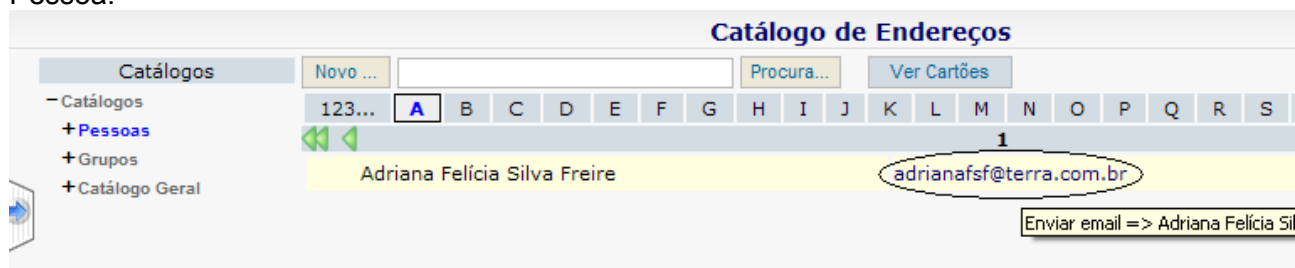 Pessoa.
Catálogo de Endereços
Catálogos
Novo ... Procura... Ver Cartões
Catálogos
123... A B C D E F G H I J K L M N O P Q R S
Pessoas
1
Grupos
Adriana Felícia Silva Freire adrianafsf@terra.com.br
Catálogo Geral
Enviar email => Adriana Felícia Sil